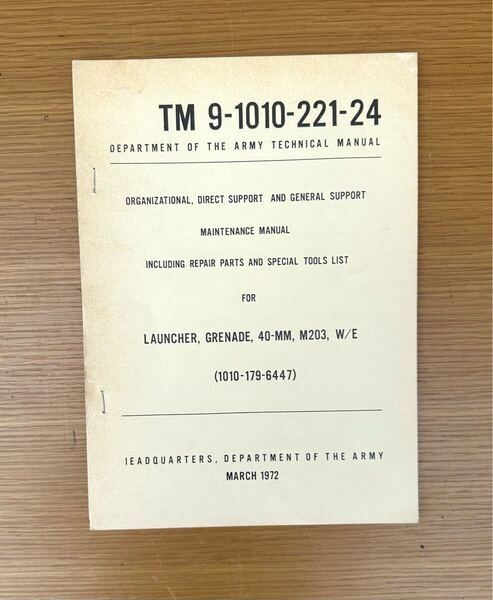 TM 9-1010-221-24
DEPARTMENT OF THE ARMY TECHNICAL MANUAL
ORGANIZATIONAL, DIRECT SUPPORT AND GENERAL SUPPORT
MAINTENANCE MANUAL
INCLUDING REPAIR PARTS AND SPECIAL TOOLS LIST
FOR
LAUNCHER, GRENADE, 40-MM, M203, W/E
(1010-179-6447)
HEADQUARTERS, DEPARTMENT OF THE ARMY
MARCH 1972